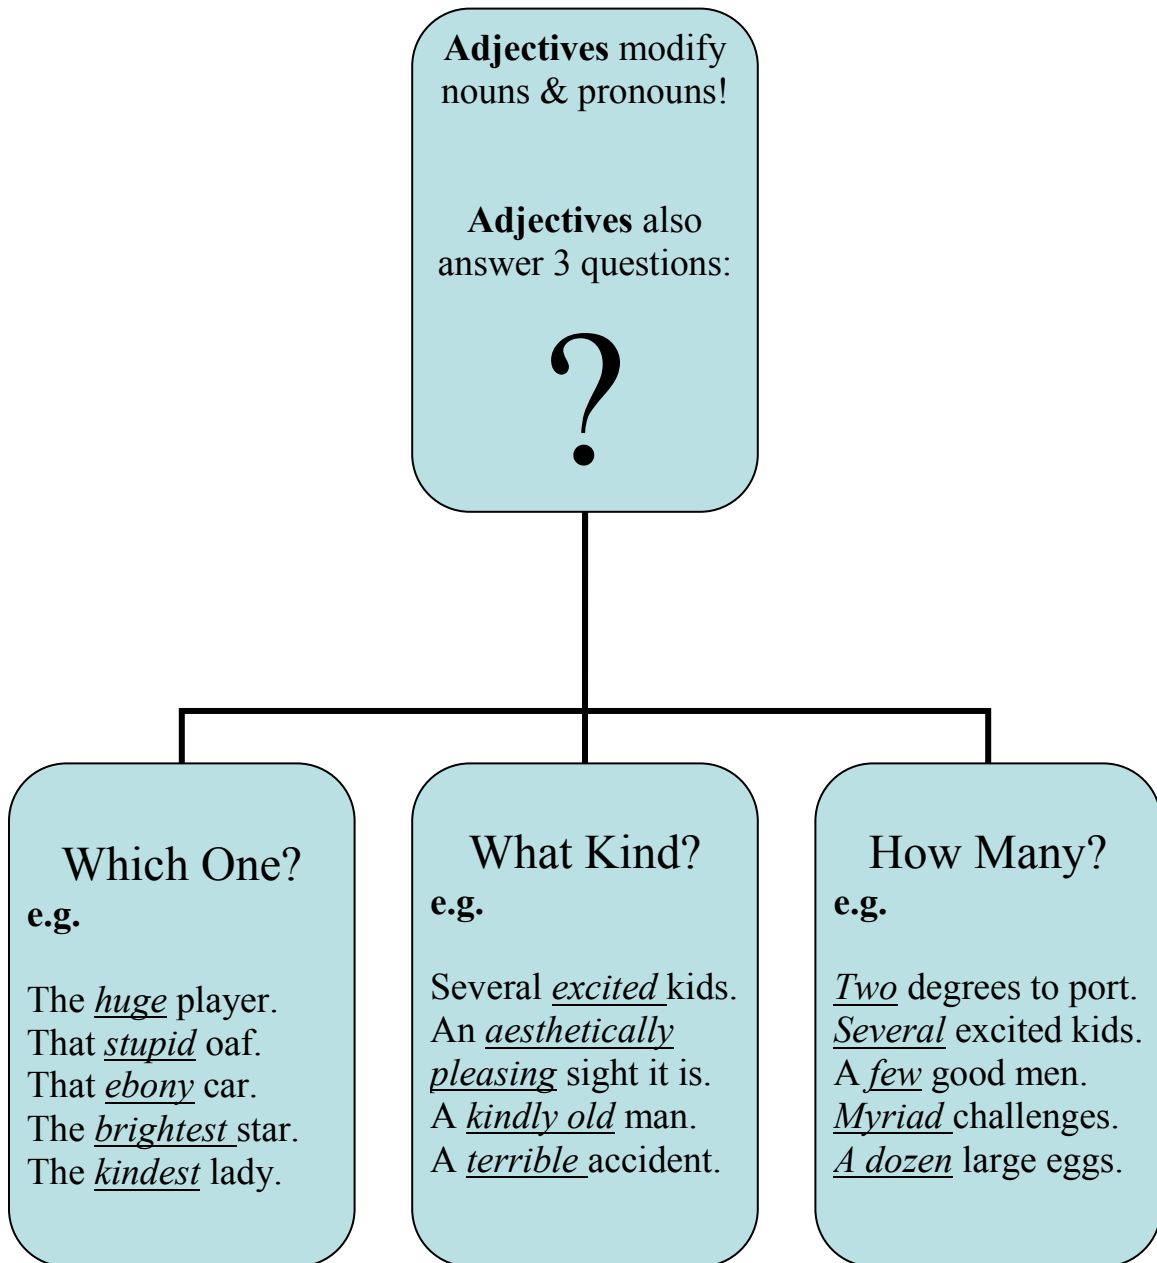 Adjectives modify
nouns & pronouns!
Adjectives also
answer 3 questions:
?
Which One?
e.g.
The huge player.
That stupid oaf.
That ebony car.
The brightest star.
The kindest lady.
What Kind?
e.g.
Several excited kids.
An aesthetically
pleasing sight it is.
A kindly old man.
A terrible accident.
How Many?
e.g.
Two degrees to port.
Several excited kids.
A few good men.
Myriad challenges.
A dozen large eggs.